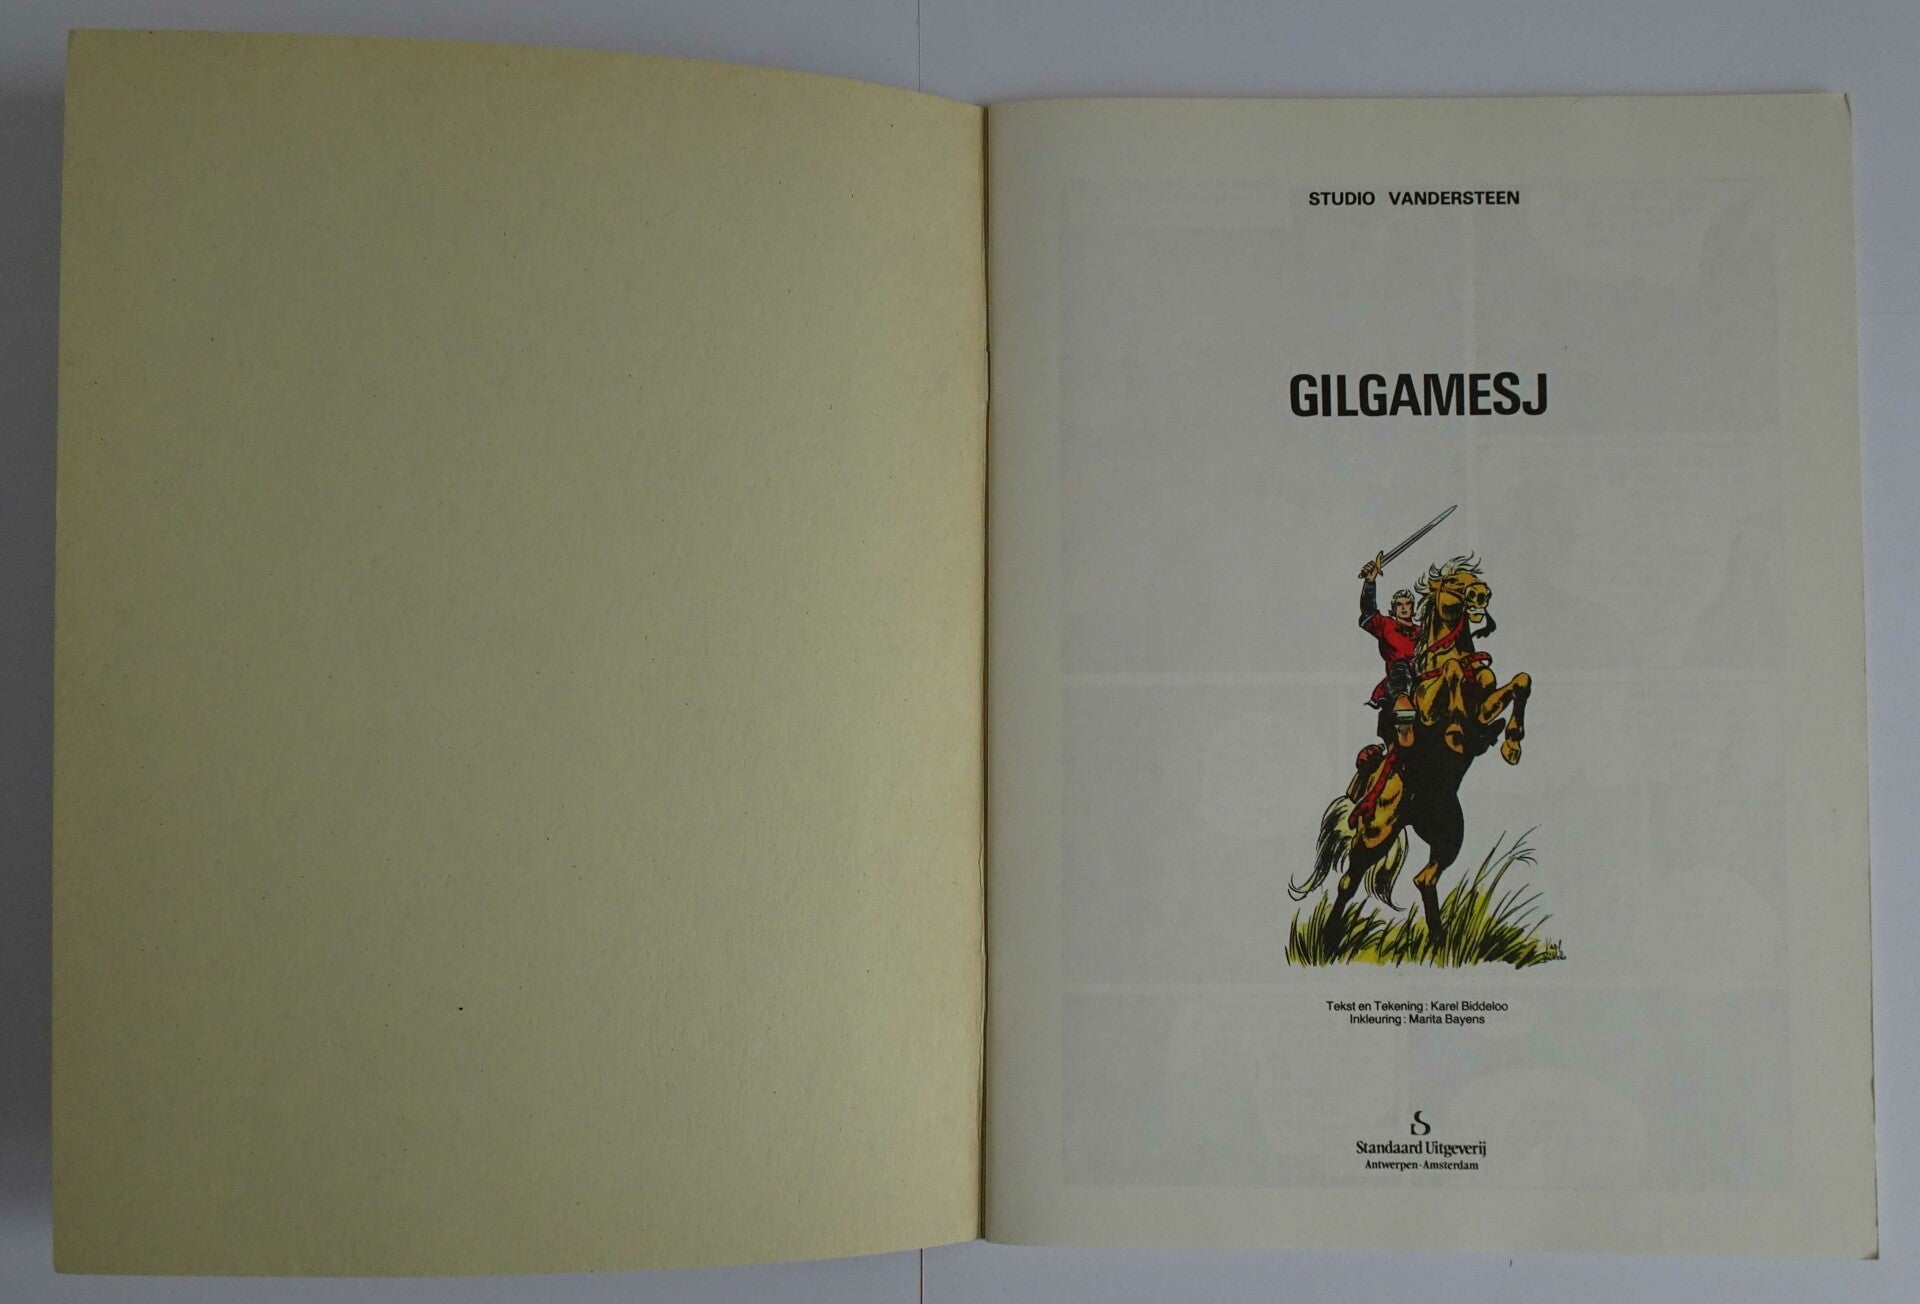 STUDIO VANDERSTEEN
GILGAMESJ
Tekst en Tekening : Karel Biddeloo
Inkleuring : Marita Bayens
Standaard Uitgeverij
Antwerpen - Amsterdam